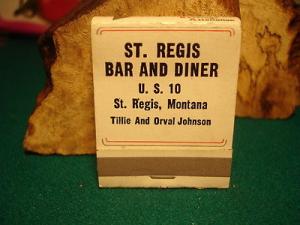 ST. REGIS
BAR AND DINER
U. S. 10
St. Regis, Montana
Tillie And Orval Johnson